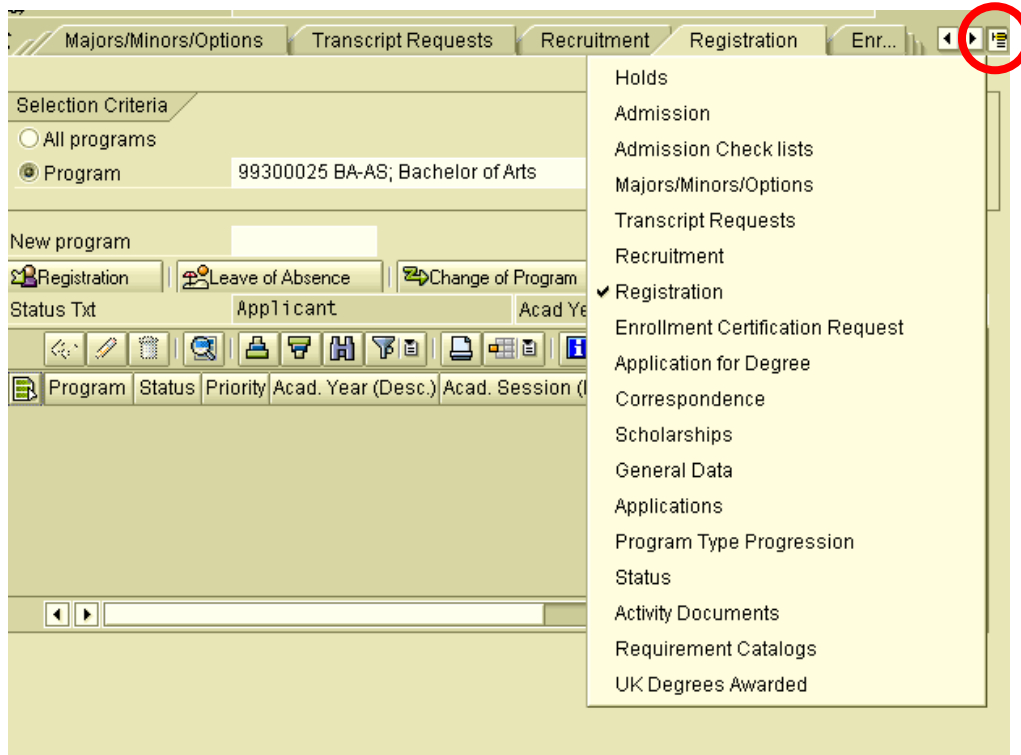 Majors/Minors/Options Transcript Requests Recruitment Registration Enr...
Selection Criteria
All programs
Program 99300025 BA-AS; Bachelor of Arts
New program
Registration Leave of Absence Change of Program
Status Txt Applicant Acad Ye
Program Status Priority Acad. Year (Desc.) Acad. Session (
Holds
Admission
Admission Check lists
Majors/Minors/Options
Transcript Requests
Recruitment
Registration
Enrollment Certification Request
Application for Degree
Correspondence
Scholarships
General Data
Applications
Program Type Progression
Status
Activity Documents
Requirement Catalogs
UK Degrees Awarded